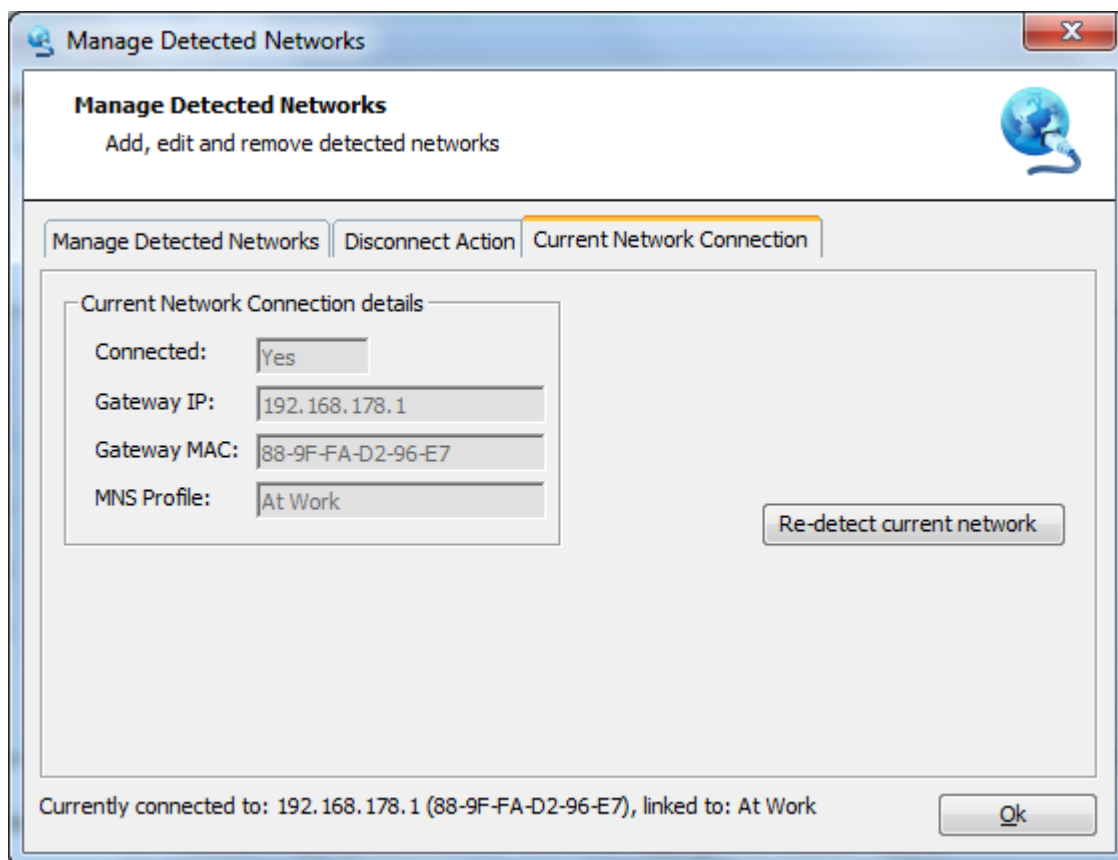 Manage Detected Networks
Manage Detected Networks
Add, edit and remove detected networks
Manage Detected Networks Disconnect Action Current Network Connection
Current Network Connection details
Connected: Yes
Gateway IP: 192.168.178.1
Gateway MAC: 88-9F-FA-D2-96-E7
MNS Profile: At Work
Re-detect current network
Currently connected to: 192.168.178.1 (88-9F-FA-D2-96-E7), linked to: At Work
Ok